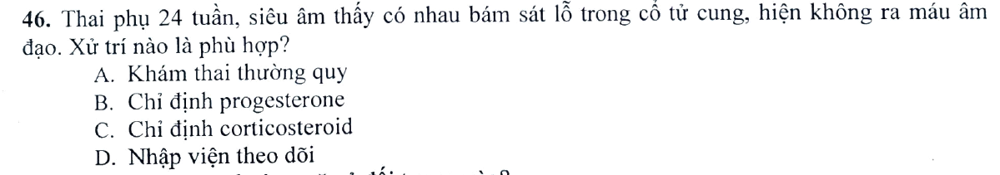 46. Thai phụ 24 tuần, siêu âm thấy có nhau bám sát lỗ trong cổ tử cung, hiện không ra máu âm
đạo. Xử trí nào là phù hợp?
A. Khám thai thường quy
B. Chỉ định progesterone
C. Chỉ định corticosteroid
D. Nhập viện theo dõi